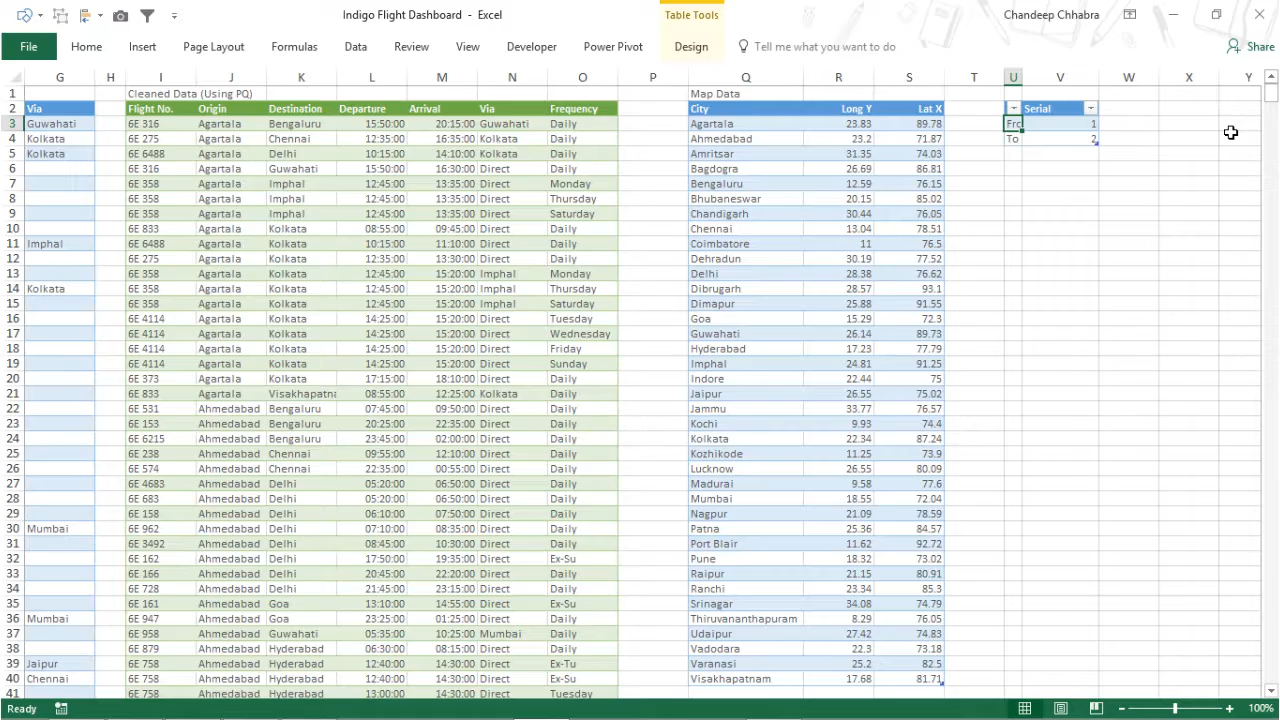 Indigo Flight Dashboard - Excel Table Tools Chandeep Chhabra
File Home Insert Page Layout Formulas Data Review View Developer Power Pivot Design Tell me what you want to do Share
G H I J K L M N O P Q R S T U V W X Y
1 Cleaned Data (Using PQ) Map Data
2 Via Flight No. Origin Destination Departure Arrival Via Frequency City Long Y Lat X Serial
3 Guwahati 6E 316 Agartala Bengaluru 15:50:00 20:15:00 Guwahati Daily Agartala 23.83 89.78 Frc 1
4 Kolkata 6E 275 Agartala Chennai 12:35:00 16:35:00 Kolkata Daily Ahmedabad 23.2 71.87 To 2
5 Kolkata 6E 6488 Agartala Delhi 10:15:00 14:10:00 Kolkata Daily Amritsar 31.35 74.03
6 6E 316 Agartala Guwahati 15:50:00 16:30:00 Direct Daily Bagdogra 26.69 86.81
7 6E 358 Agartala Imphal 12:45:00 13:35:00 Direct Monday Bengaluru 12.59 76.15
8 6E 358 Agartala Imphal 12:45:00 13:35:00 Direct Thursday Bhubaneswar 20.15 85.02
9 6E 358 Agartala Imphal 12:45:00 13:35:00 Direct Saturday Chandigarh 30.44 76.05
10 6E 833 Agartala Kolkata 08:55:00 09:45:00 Direct Daily Chennai 13.04 78.51
11 Imphal 6E 6488 Agartala Kolkata 10:15:00 11:10:00 Direct Daily Coimbatore 11 76.5
12 6E 275 Agartala Kolkata 12:35:00 13:30:00 Direct Daily Dehradun 30.19 77.52
13 6E 358 Agartala Kolkata 12:45:00 15:20:00 Imphal Monday Delhi 28.38 76.62
14 Kolkata 6E 358 Agartala Kolkata 12:45:00 15:20:00 Imphal Thursday Dibrugarh 28.57 93.1
15 6E 358 Agartala Kolkata 12:45:00 15:20:00 Imphal Saturday Dimapur 25.88 91.55
16 6E 4114 Agartala Kolkata 14:25:00 15:20:00 Direct Tuesday Goa 15.29 72.3
17 6E 4114 Agartala Kolkata 14:25:00 15:20:00 Direct Wednesday Guwahati 26.14 89.73
18 6E 4114 Agartala Kolkata 14:25:00 15:20:00 Direct Friday Hyderabad 17.23 77.79
19 6E 4114 Agartala Kolkata 14:25:00 15:20:00 Direct Sunday Imphal 24.81 91.25
20 6E 373 Agartala Kolkata 17:15:00 18:10:00 Direct Daily Indore 22.44 75
21 6E 833 Agartala Visakhapatna 08:55:00 12:25:00 Kolkata Daily Jaipur 26.55 75.02
22 6E 531 Ahmedabad Bengaluru 07:45:00 09:50:00 Direct Daily Jammu 33.77 76.57
23 6E 153 Ahmedabad Bengaluru 20:25:00 22:35:00 Direct Daily Kochi 9.93 74.4
24 6E 6215 Ahmedabad Bengaluru 23:45:00 02:00:00 Direct Daily Kolkata 22.34 87.24
25 6E 238 Ahmedabad Chennai 09:55:00 12:10:00 Direct Daily Kozhikode 11.25 73.9
26 6E 574 Ahmedabad Chennai 22:35:00 00:55:00 Direct Daily Lucknow 26.55 80.09
27 6E 4683 Ahmedabad Delhi 05:20:00 06:50:00 Direct Daily Madurai 9.58 77.6
28 6E 683 Ahmedabad Delhi 05:20:00 06:50:00 Direct Daily Mumbai 18.55 72.04
29 6E 158 Ahmedabad Delhi 06:10:00 07:50:00 Direct Daily Nagpur 21.09 78.59
30 Mumbai 6E 962 Ahmedabad Delhi 07:10:00 08:35:00 Direct Daily Patna 25.36 84.57
31 6E 3492 Ahmedabad Delhi 08:45:00 10:30:00 Direct Daily Port Blair 11.62 92.72
32 6E 162 Ahmedabad Delhi 17:50:00 19:35:00 Direct Ex-Su Pune 18.32 73.02
33 6E 166 Ahmedabad Delhi 20:45:00 22:20:00 Direct Daily Raipur 21.15 80.91
34 6E 728 Ahmedabad Delhi 21:45:00 23:15:00 Direct Daily Ranchi 23.34 85.3
35 6E 161 Ahmedabad Goa 13:10:00 14:55:00 Direct Ex-Su Srinagar 34.08 74.79
36 Mumbai 6E 947 Ahmedabad Goa 23:25:00 01:25:00 Direct Daily Thiruvananthapuram 8.29 76.05
37 6E 958 Ahmedabad Guwahati 05:35:00 10:25:00 Mumbai Daily Udaipur 27.42 74.83
38 6E 879 Ahmedabad Hyderabad 06:30:00 08:15:00 Direct Daily Vadodara 22.3 73.18
39 Jaipur 6E 758 Ahmedabad Hyderabad 12:40:00 14:30:00 Direct Ex-Tu Varanasi 25.2 82.5
40 Chennai 6E 758 Ahmedabad Hyderabad 12:40:00 14:30:00 Direct Daily Visakhapatnam 17.68 81.71
41 6E 758 Ahmedabad Hyderabad 13:00:00 14:30:00 Direct Tuesday
Ready 100%